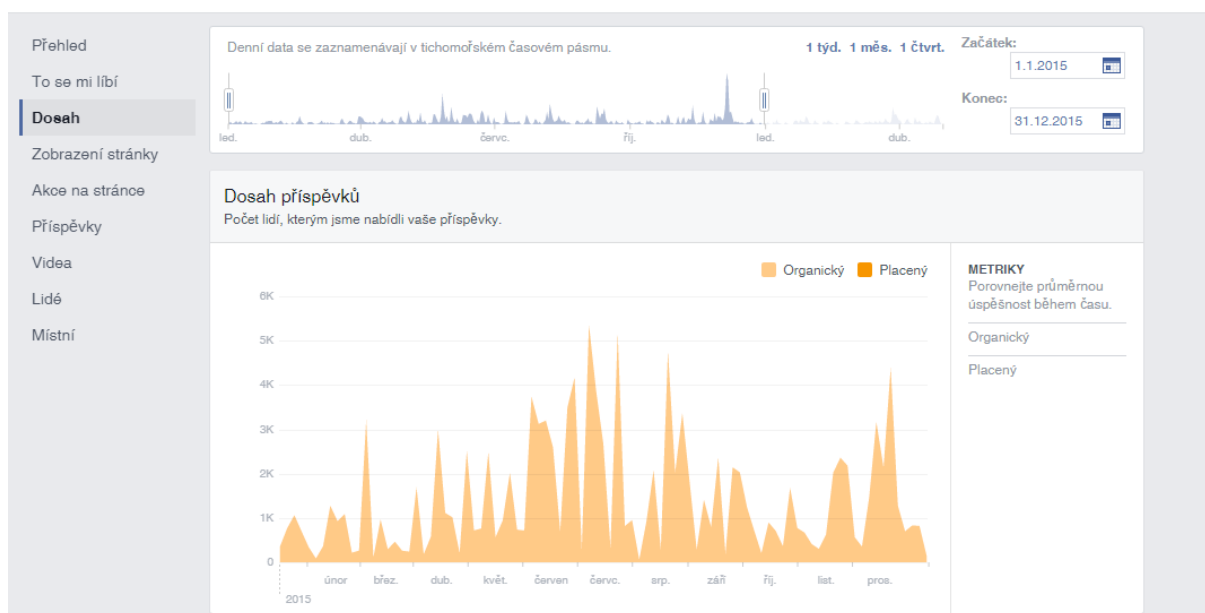 Přehled
To se mi líbí
Dosah
Zobrazení stránky
Akce na stránce
Příspěvky
Videa
Lidé
Místní
Denní data se zaznamenávají v tichomořském časovém pásmu.
1 týd. 1 měs. 1 čtvrt.
Začátek:
1.1.2015
Konec:
31.12.2015
led. dub. červc. říj. led. dub.
Dosah příspěvků
Počet lidí, kterým jsme nabídli vaše příspěvky.
Organický Placený
6K
5K
4K
3K
2K
1K
0
únor břez. dub. květ. červen červc. srp. září říj. list. pros.
2015
METRIKY
Porovnejte průměrnou
úspěšnost během času.
Organický
Placený